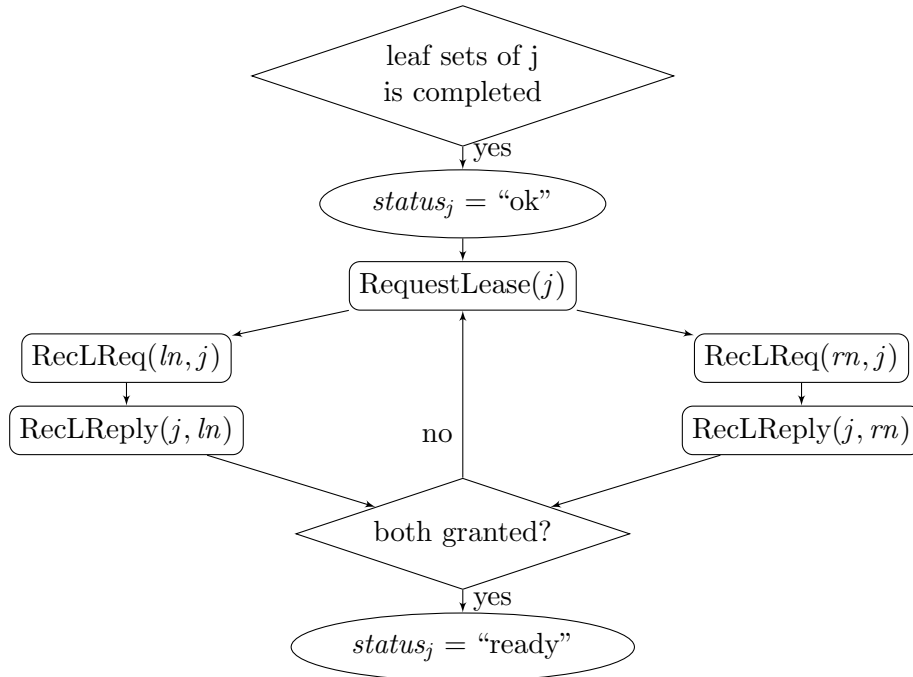 leaf sets of j
is completed
yes
status_j = “ok”
RequestLease(j)
RecLReq(ln, j)
RecLReq(rn, j)
RecLReply(j, ln)
RecLReply(j, rn)
no
both granted?
yes
status_j = “ready”